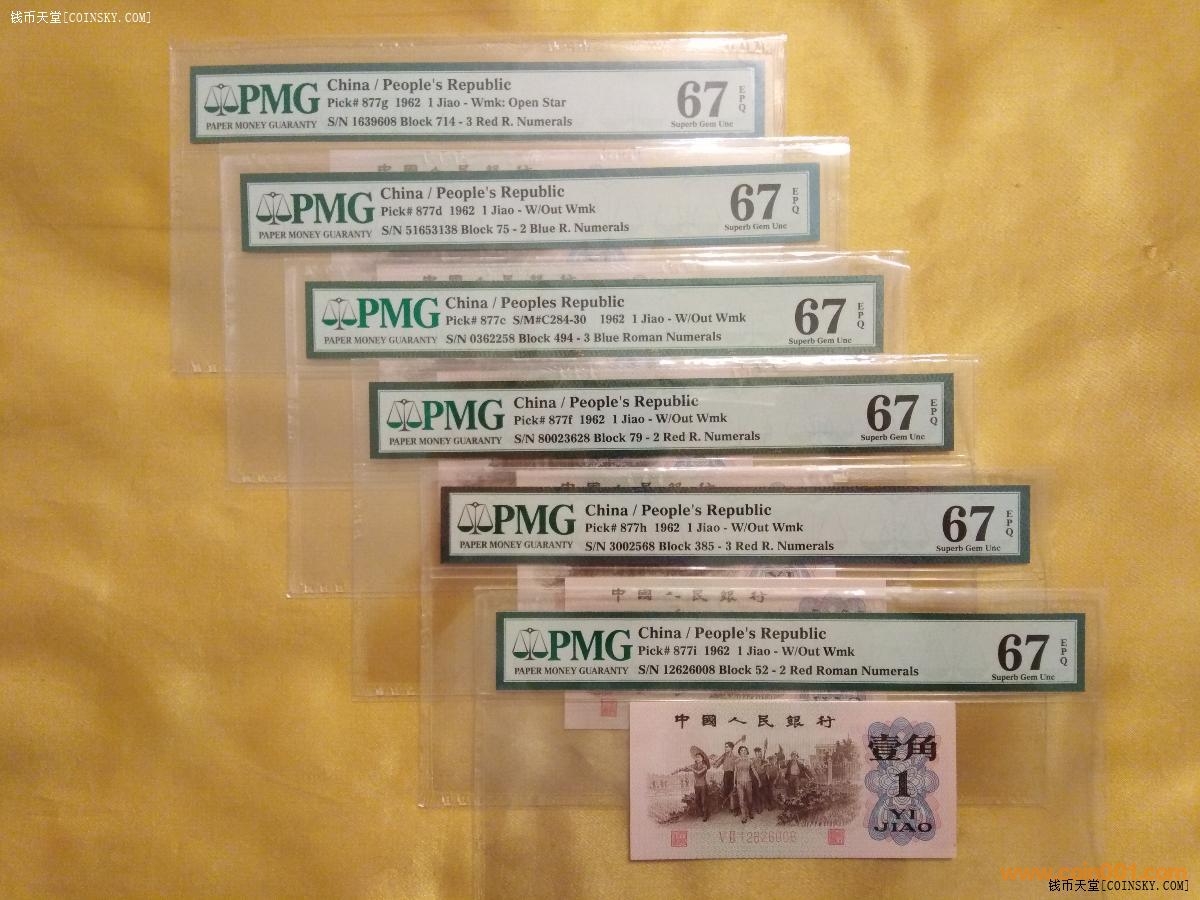 钱币天堂[COINSKY.COM]
PMG
PAPER MONEY GUARANTY
China / People's Republic
Pick# 877g 1962 1 Jiao - Wmk: Open Star
S/N 1639608 Block 714 - 3 Red R. Numerals
67
EPQ
Superb Gem Unc
PMG
PAPER MONEY GUARANTY
China / People's Republic
Pick# 877d 1962 1 Jiao - W/Out Wmk
S/N 51653138 Block 75 - 2 Blue R. Numerals
67
EPQ
Superb Gem Unc
PMG
PAPER MONEY GUARANTY
China / Peoples Republic
Pick# 877c S/M#C284-30 1962 1 Jiao - W/Out Wmk
S/N 0362258 Block 494 - 3 Blue Roman Numerals
67
EPQ
Superb Gem Unc
PMG
PAPER MONEY GUARANTY
China / People's Republic
Pick# 877f 1962 1 Jiao - W/Out Wmk
S/N 80023628 Block 79 - 2 Red R. Numerals
67
EPQ
Superb Gem Unc
PMG
PAPER MONEY GUARANTY
China / People's Republic
Pick# 877h 1962 1 Jiao - W/Out Wmk
S/N 3002568 Block 385 - 3 Red R. Numerals
67
EPQ
Superb Gem Unc
中國人民銀行
PMG
PAPER MONEY GUARANTY
China / People's Republic
Pick# 877i 1962 1 Jiao - W/Out Wmk
S/N 12626008 Block 52 - 2 Red Roman Numerals
67
EPQ
Superb Gem Unc
中國人民銀行
壹角
1
YI
JIAO
钱币天堂[COINSKY.COM]